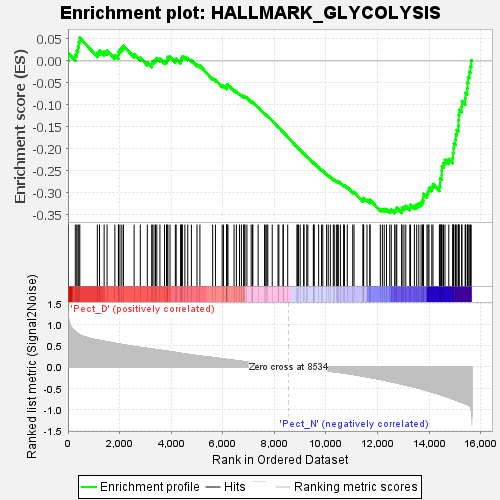 Enrichment plot: HALLMARK_GLYCOLYSIS
Enrichment score (ES)
0.05
0.00
-0.05
-0.10
-0.15
-0.20
-0.25
-0.30
-0.35
Ranked list metric (Signal2Noise)
1.5
1.0
0.5
0.0
-0.5
-1.0
-1.5
'Pect_D' (positively correlated)
Zero cross at 8534
'Pect_N' (negatively correlated)
0 2,000 4,000 6,000 8,000 10,000 12,000 14,000 16,000
Rank in Ordered Dataset
Enrichment profile Hits Ranking metric scores